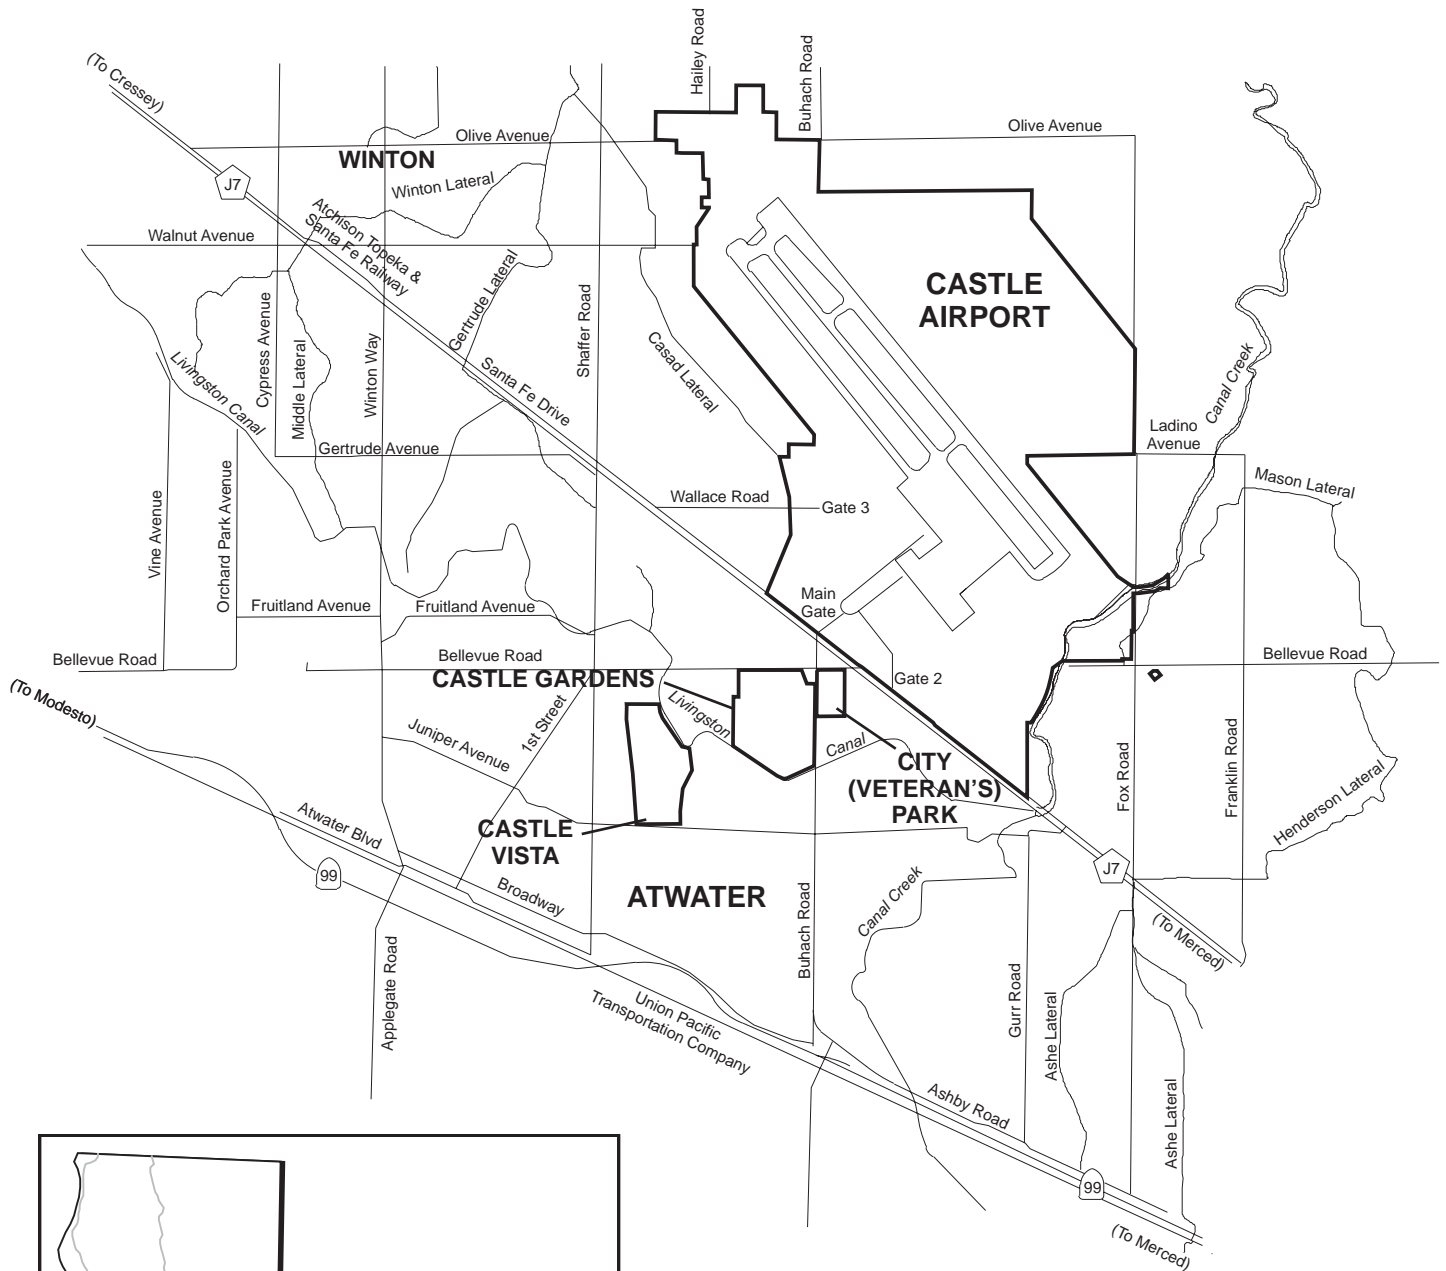 Hailey Road
Buhach Road
(To Cressey)
Olive Avenue
Olive Avenue
WINTON
J7
Winton Lateral
Atchison Topeka &
Santa Fe Railway
Walnut Avenue
Gertrude Lateral
CASTLE
AIRPORT
Cypress Avenue
Middle Lateral
Winton Way
Shaffer Road
Casad Lateral
Canal Creek
Livingston Canal
Santa Fe Drive
Ladino
Avenue
Gertrude Avenue
Mason Lateral
Vine Avenue
Orchard Park Avenue
Wallace Road
Gate 3
Main
Gate
Fruitland Avenue
Fruitland Avenue
Bellevue Road
Bellevue Road
Bellevue Road
CASTLE GARDENS
Gate 2
(To Modesto)
1st Street
Livingston
Canal
Juniper Avenue
CITY
(VETERAN'S)
PARK
Fox Road
Franklin Road
Henderson Lateral
Atwater Blvd
CASTLE
VISTA
99
Broadway
ATWATER
J7
Canal Creek
Buhach Road
(To Merced)
Applegate Road
Union Pacific
Transportation Company
Gurr Road
Ashe Lateral
Ashby Road
Ashe Lateral
99
(To Merced)